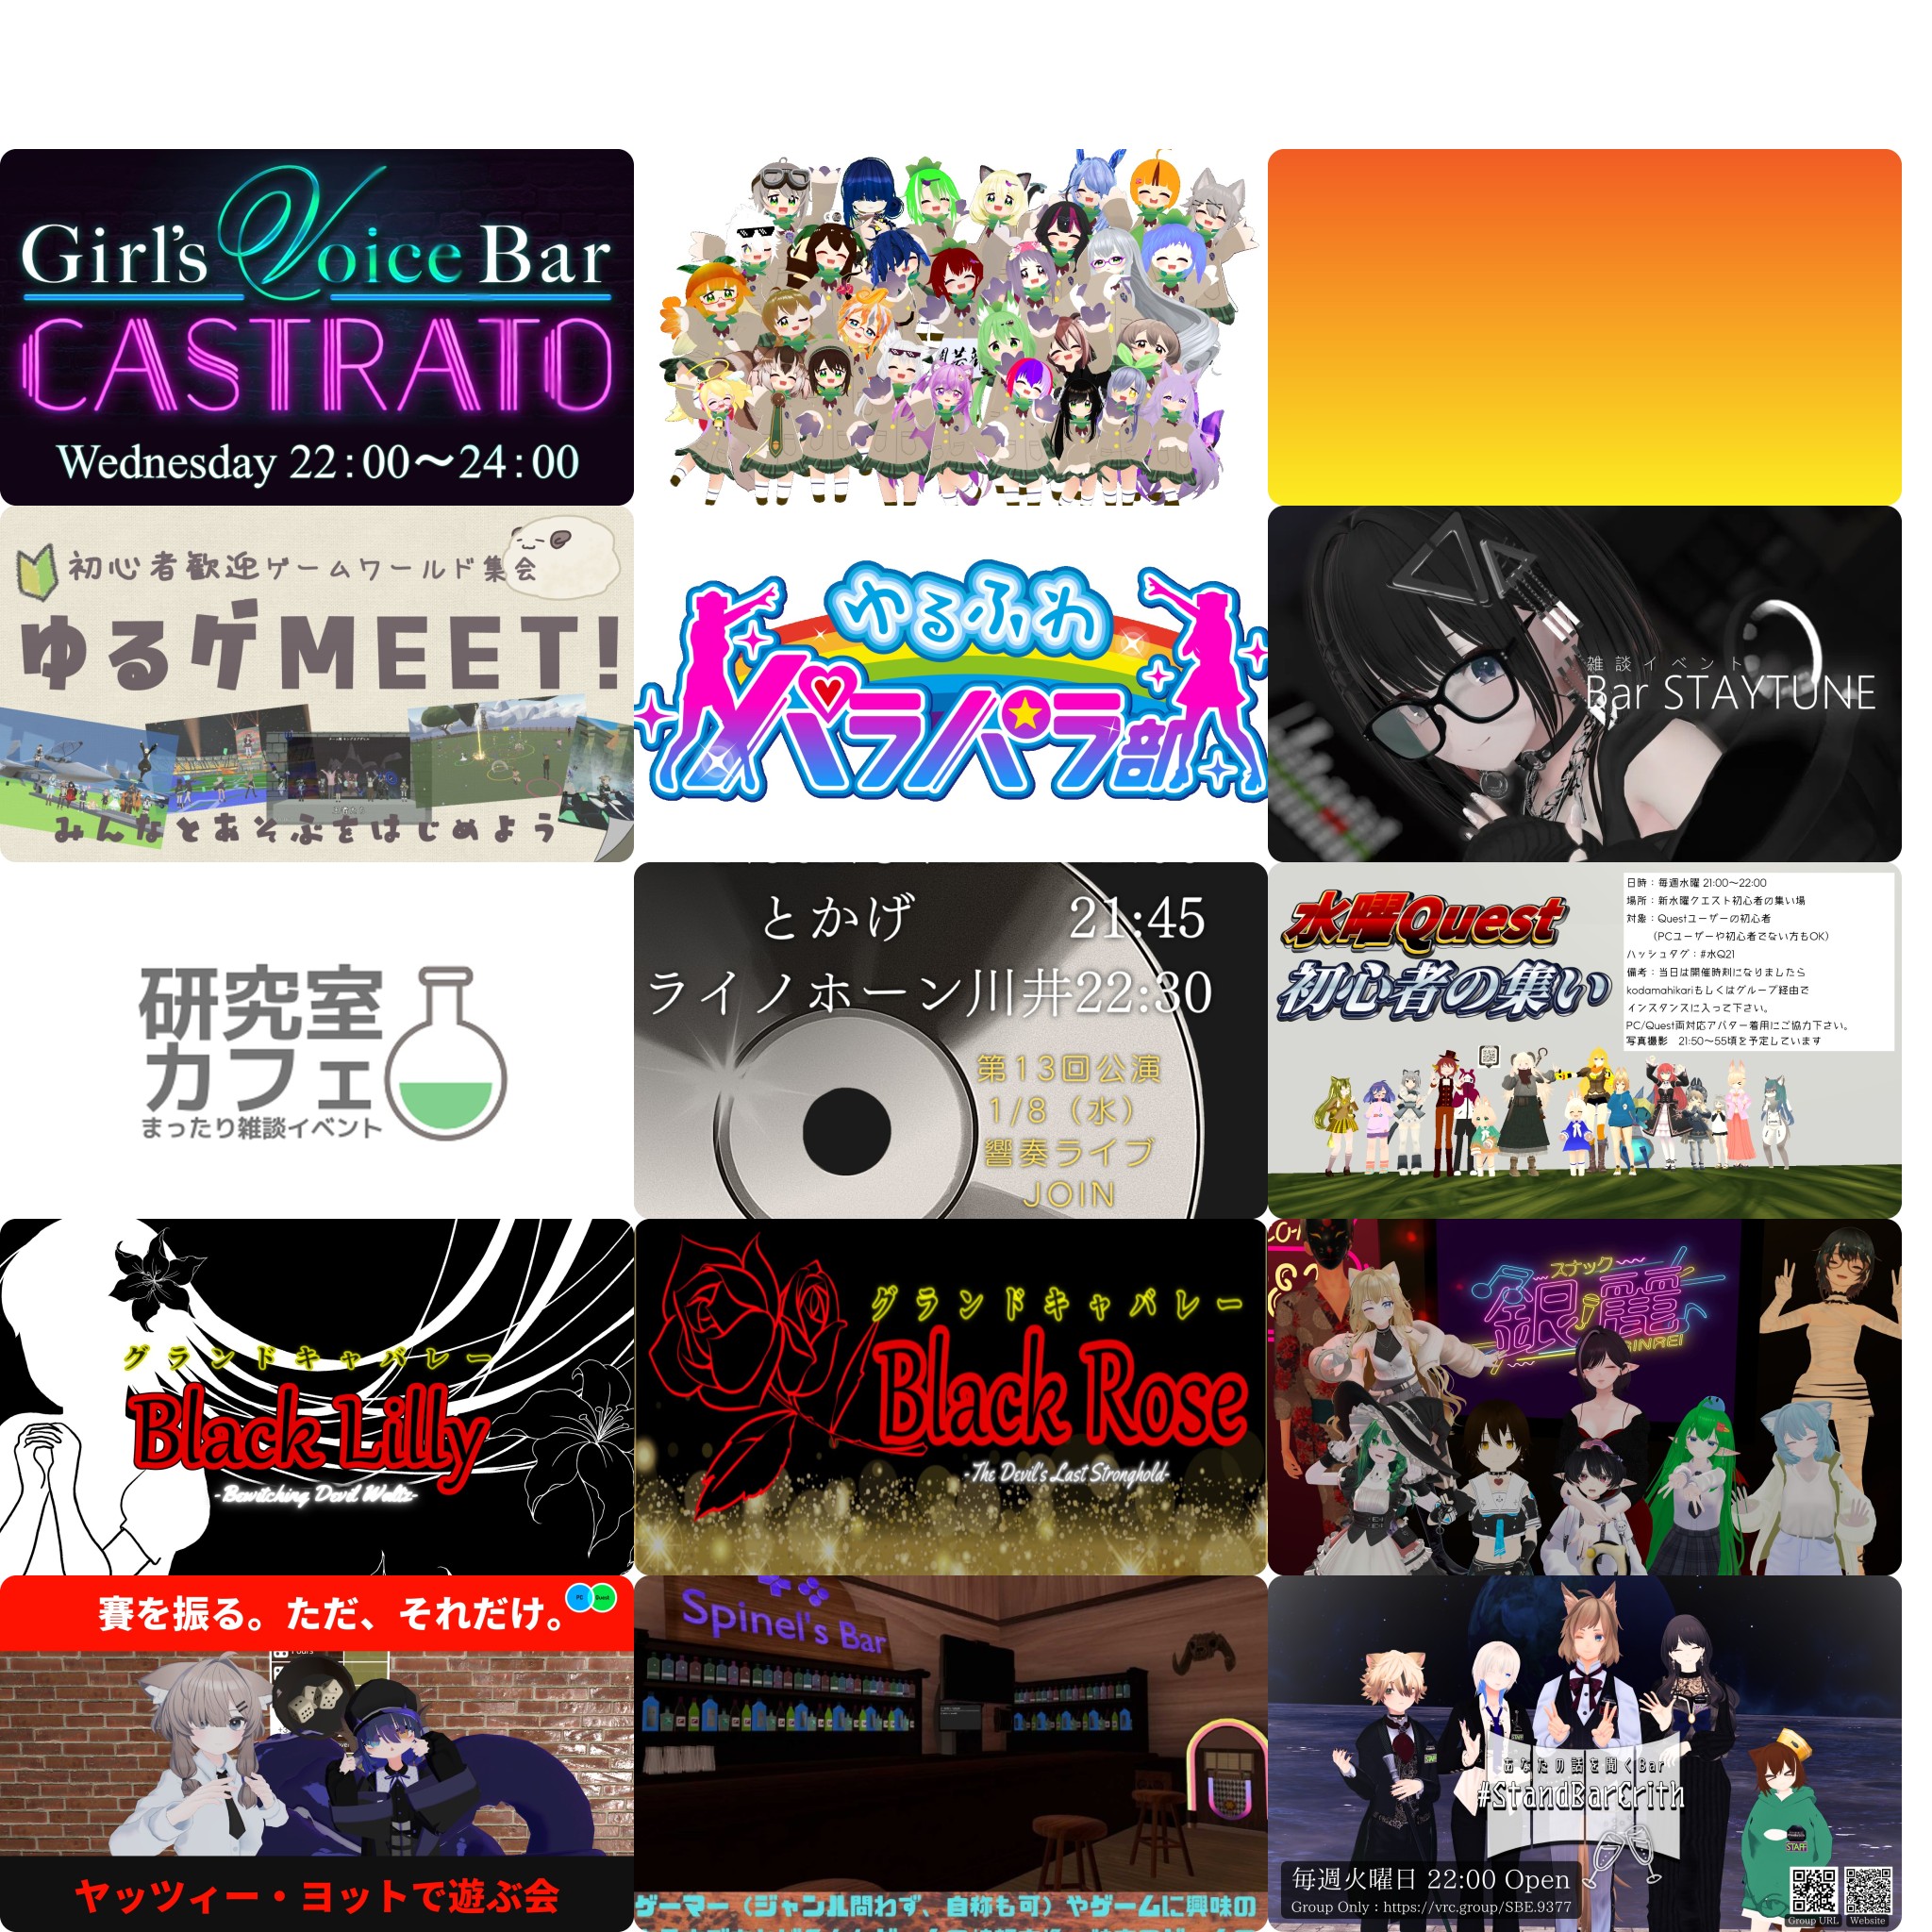 Girl's Voice Bar
CASTRATO
Wednesday 22:00〜24:00
初心者歓迎ゲームワールド集会
ゆるゲMEET!
みんなとあそぶをはじめよう
ゆるふわ
パラパラ部
雑談イベント
Bar STAYTUNE
研究室
カフェ
まったり雑談イベント
とかげ 21:45
ライノホーン川井22:30
第13回公演
1/8（水）
響奏ライブ
JOIN
水曜Quest
初心者の集い
日時：毎週水曜 21:00〜22:00
場所：新水曜クエスト初心者の集い場
対象：Questユーザーの初心者
（PCユーザーや初心者でない方もOK）
ハッシュタグ：#水Q21
備考：当日は開催時刻になりましたら
kodamahikariもしくはグループ経由で
インスタンスに入って下さい。
PC/Quest両対応アバター着用にご協力下さい。
写真撮影 21:50〜55頃を予定しています
グランドキャバレー
Black Lilly
-Bewitching Devil Waltz-
グランドキャバレー
Black Rose
-The Devil's Last Stronghold-
スナック
銀麗
GINREI
賽を振る。ただ、それだけ。
PC Quest
ヤッツィー・ヨットで遊ぶ会
Spinel's Bar
ゲーマー（ジャンル問わず、自称も可）やゲームに興味の
あなたの話を聞くBar
#StandBarCrith
STAFF
毎週火曜日 22:00 Open
Group Only : https://vrc.group/SBE.9377
Group URL Website